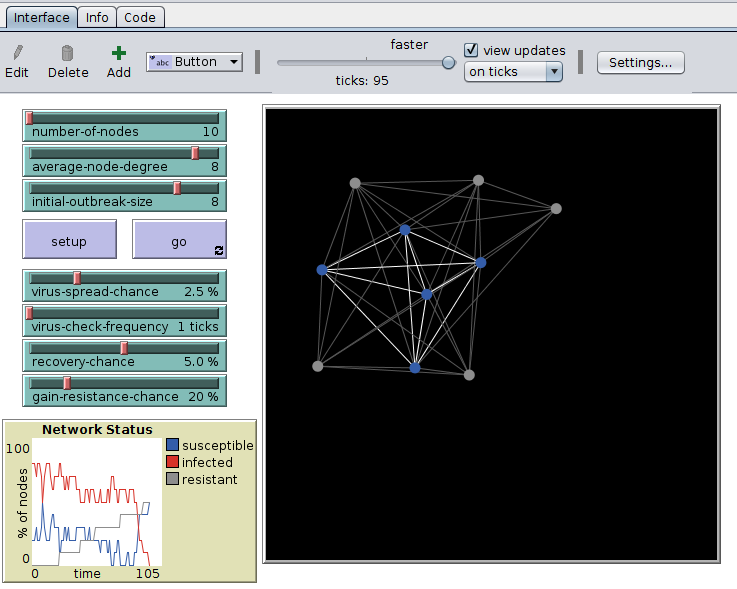 Interface Info Code
faster
Edit Delete Add abc Button ticks: 95 view updates on ticks Settings...
number-of-nodes 10
average-node-degree 8
initial-outbreak-size 8
setup go
virus-spread-chance 2.5 %
virus-check-frequency 1 ticks
recovery-chance 5.0 %
gain-resistance-chance 20 %
Network Status
100
% of nodes
0
0 time 105
susceptible
infected
resistant